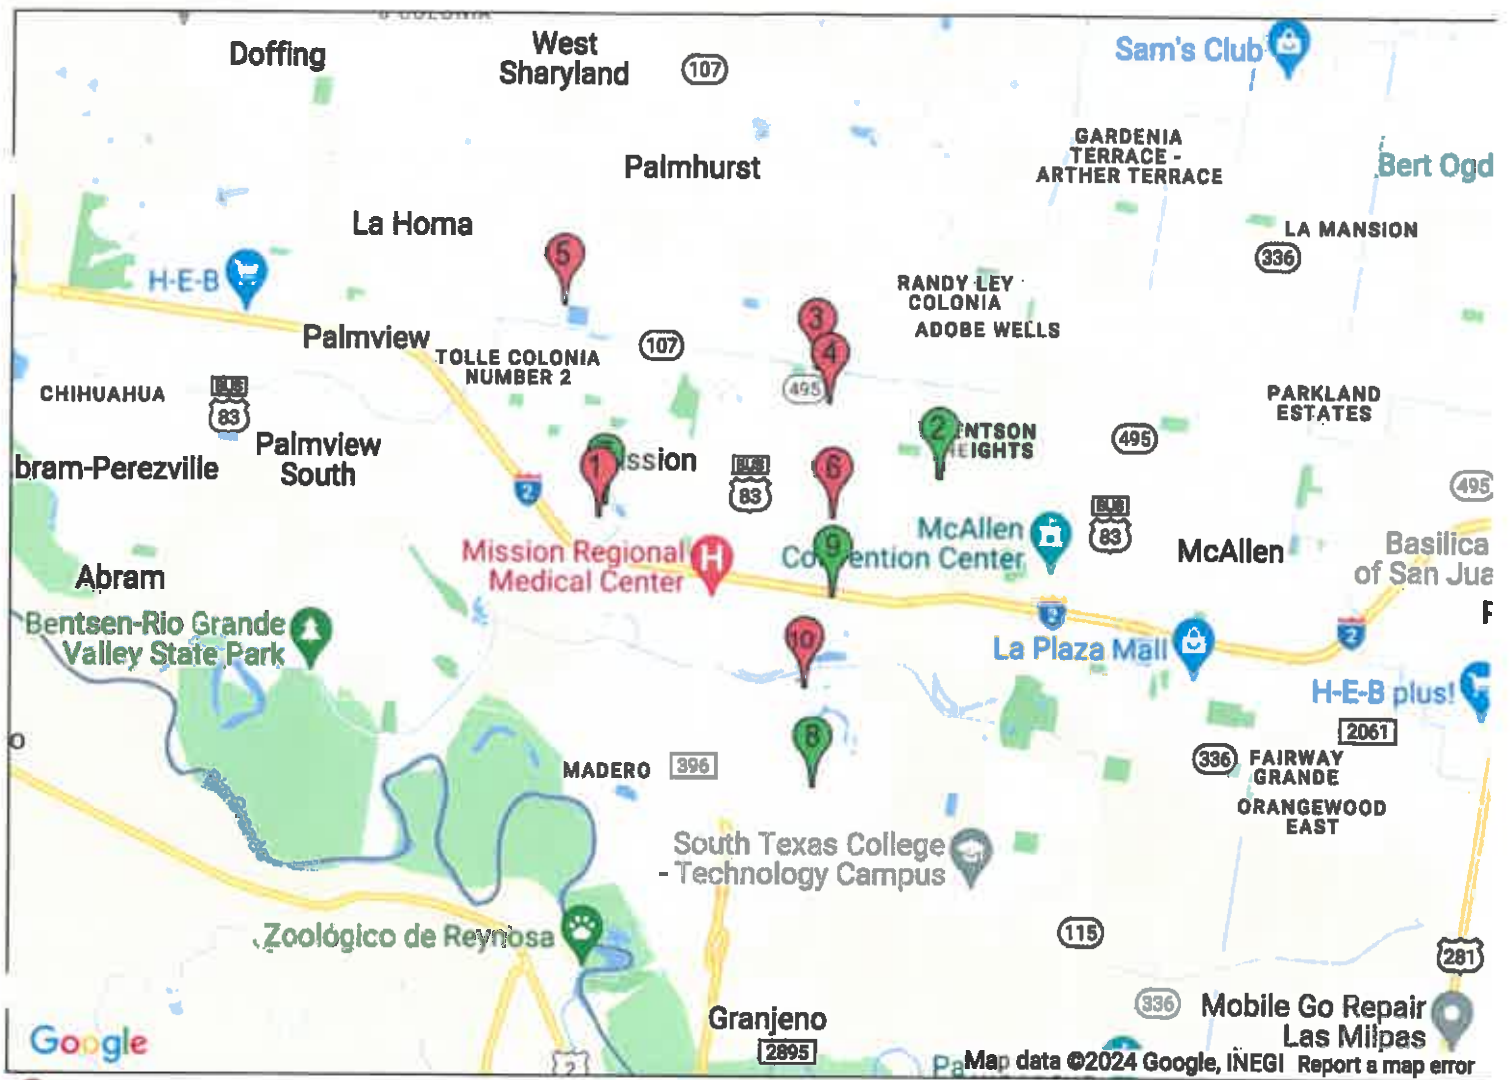 Doffing
West
Sharyland
107
Sam's Club
Palmhurst
GARDENIA
TERRACE -
ARTHER TERRACE
Bert Ogd
La Homa
LA MANSION
336
H-E-B
5
RANDY LEY
COLONIA
ADOBE WELLS
3
4
Palmview
TOLLE COLONIA
NUMBER 2
107
495
CHIHUAHUA
BUS
83
PARKLAND
ESTATES
2
ENTSON
HEIGHTS
495
bram-Perezville
Palmview
South
1
ission
BUS
83
6
2
495
McAllen
Convention Center
BUS
83
McAllen
Basilica
of San Jua
Mission Regional
Medical Center
H
9
Abram
Bentsen-Rio Grande
Valley State Park
10
2
La Plaza Mall
2
H-E-B plus!
2061
8
o
MADERO
396
336
FAIRWAY
GRANDE
ORANGEWOOD
EAST
South Texas College
- Technology Campus
Zoológico de Reynosa
115
281
336
Mobile Go Repair
Las Milpas
Granjeno
2895
Google
2
Pa
Map data ©2024 Google, INEGI Report a map error